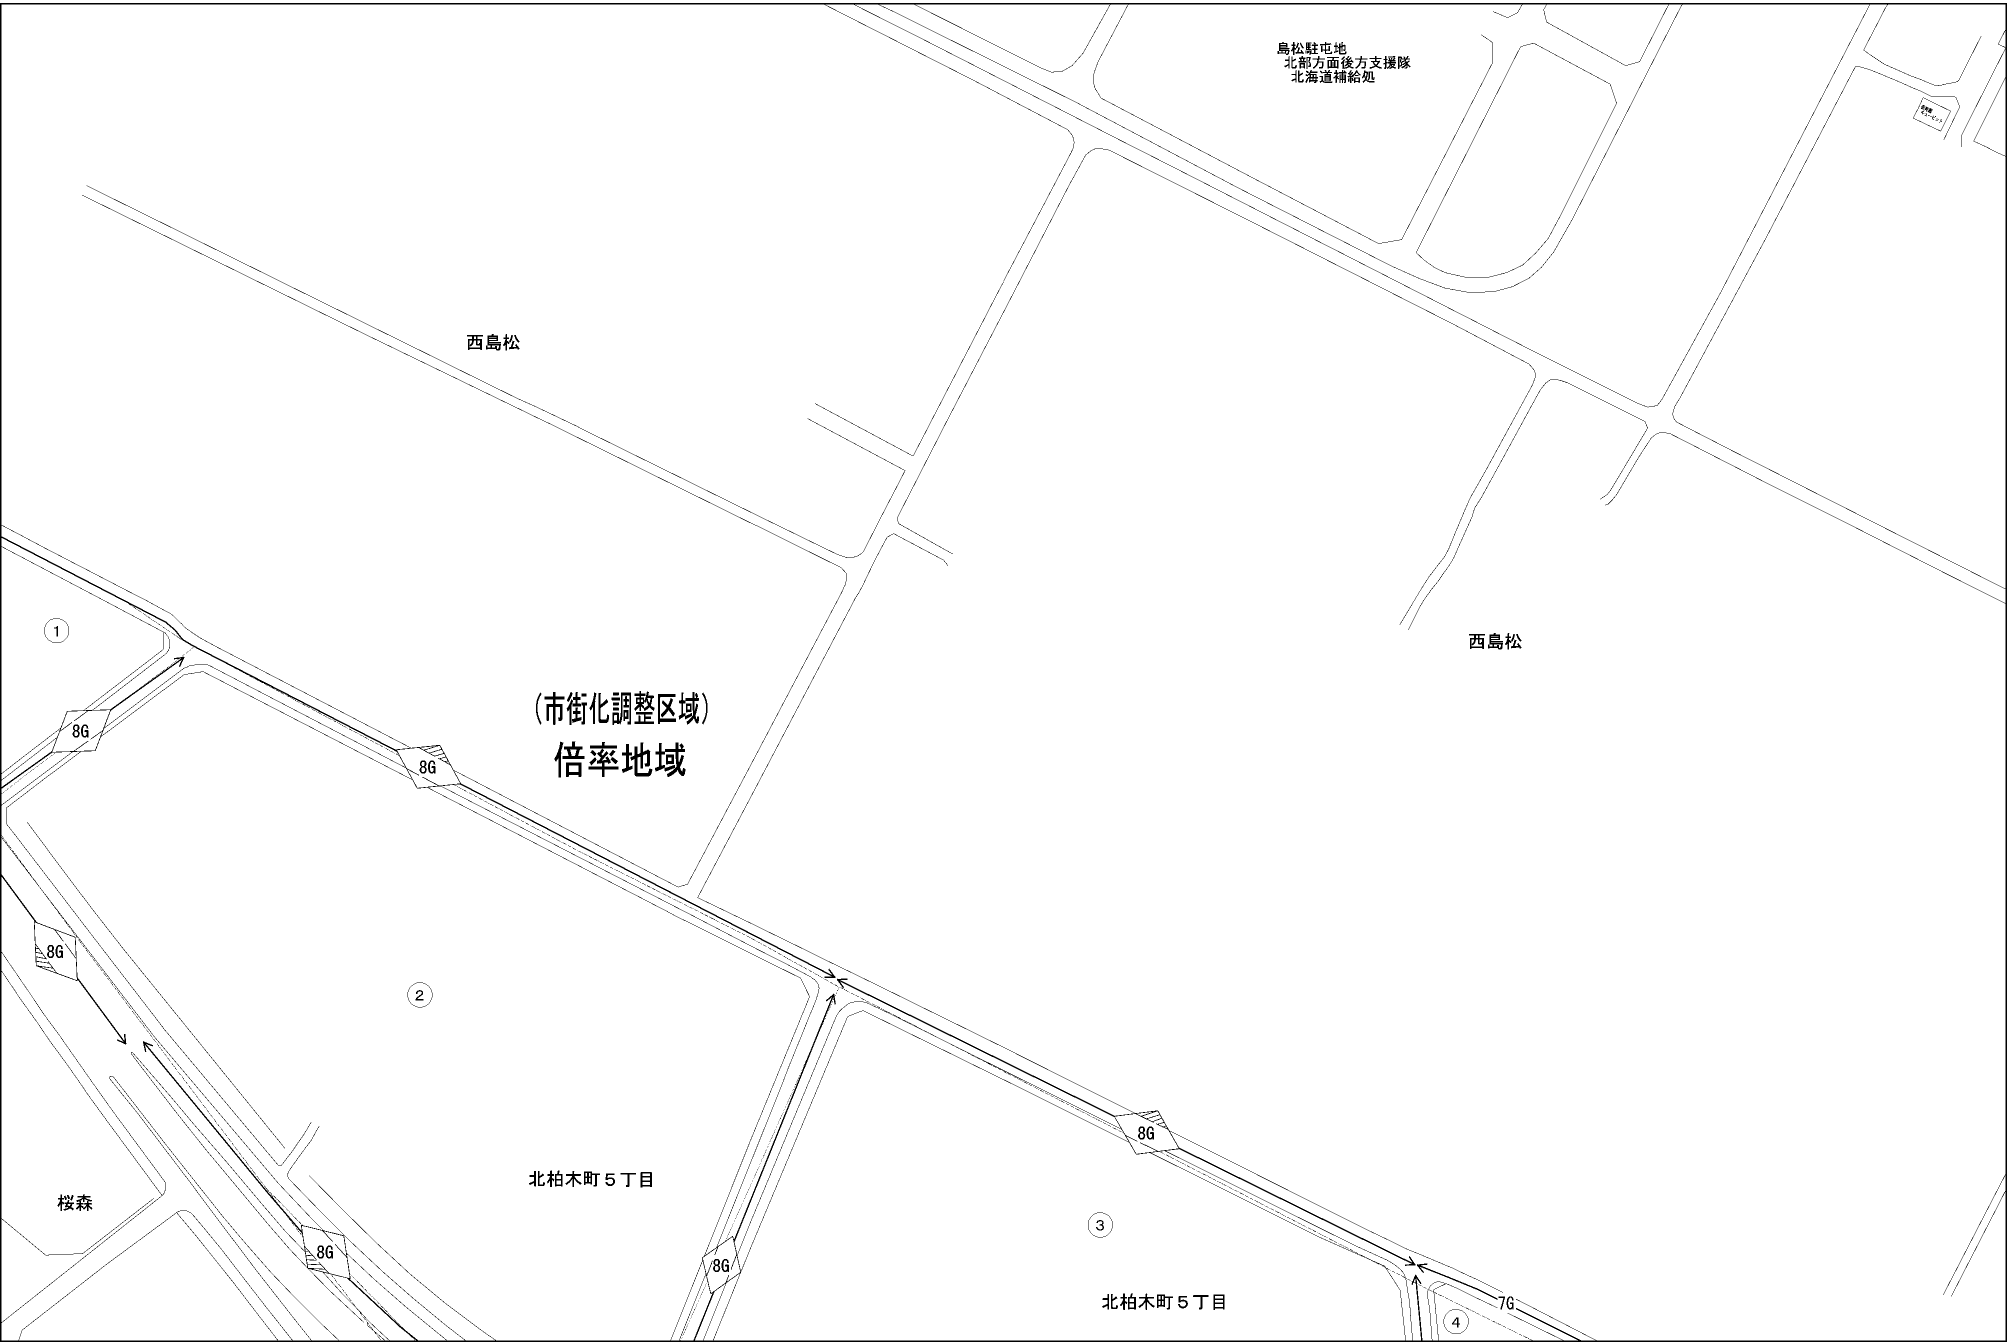 島松駐屯地
北部方面後方支援隊
北海道補給処
西島松
西島松
①
8G
(市街化調整区域)
倍率地域
8G
8G
②
8G
北柏木町5丁目
桜森
③
8G
8G
北柏木町5丁目
7G
④